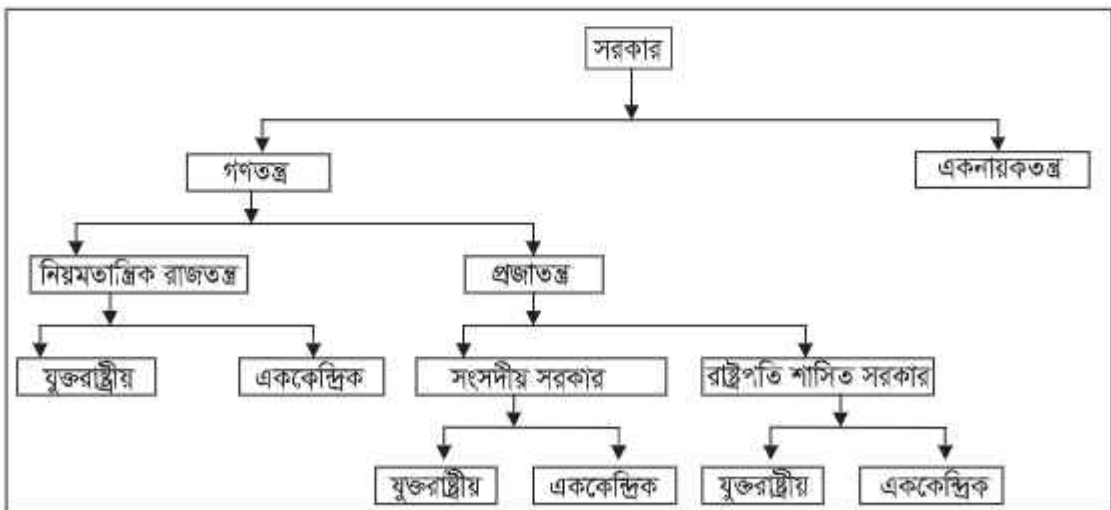 সরকার
গণতন্ত্র
একনায়কতন্ত্র
নিয়মতান্ত্রিক রাজতন্ত্র
প্রজাতন্ত্র
যুক্তরাষ্ট্রীয়
এককেন্দ্রিক
সংসদীয় সরকার
রাষ্ট্রপতি শাসিত সরকার
যুক্তরাষ্ট্রীয়
এককেন্দ্রিক
যুক্তরাষ্ট্রীয়
এককেন্দ্রিক